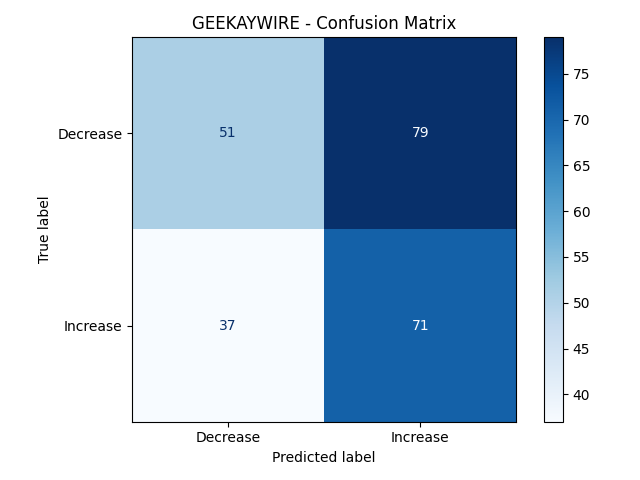 GEEKAYWIRE - Confusion Matrix
True label
Decrease
51
79
Increase
37
71
Decrease
Increase
Predicted label
75
70
65
60
55
50
45
40